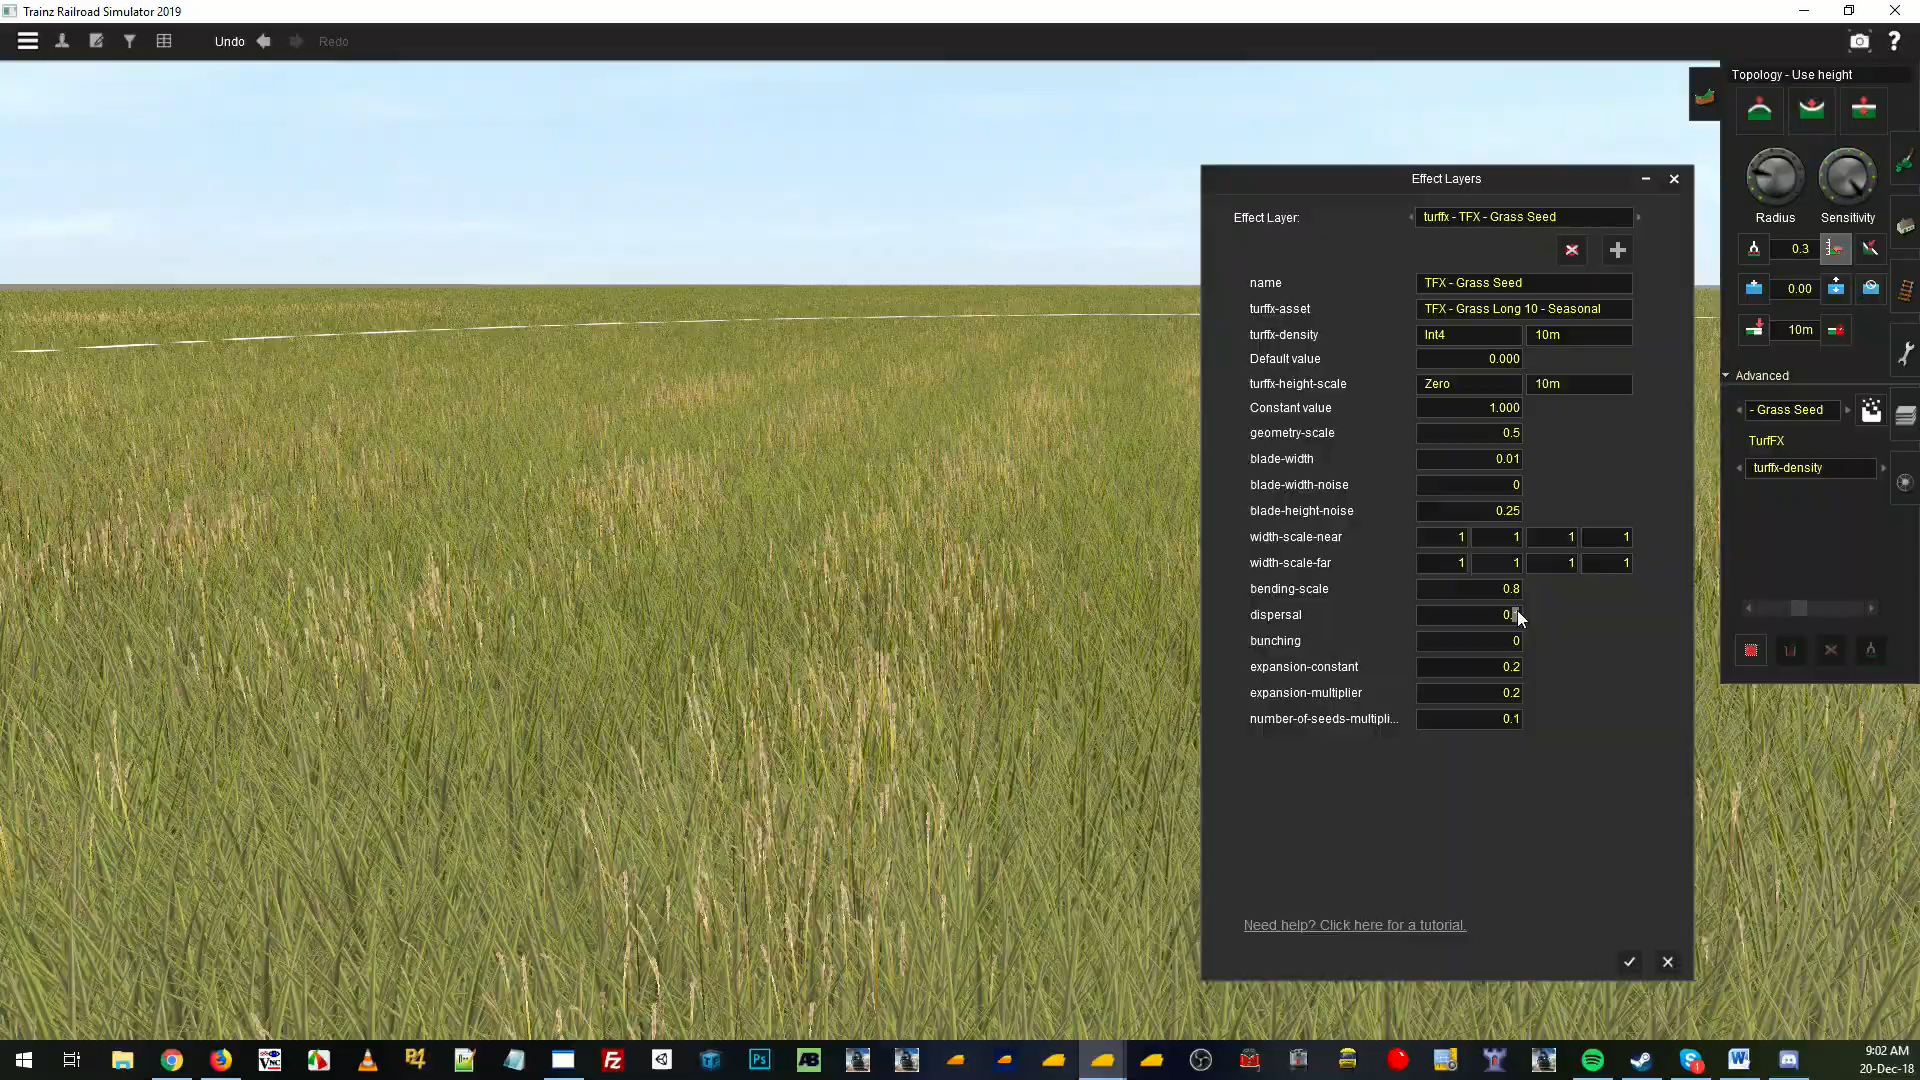 Trainz Railroad Simulator 2019
Undo
Redo
Topology - Use height
Radius
Sensitivity
0.3
0.00
10m
Advanced
- Grass Seed
TurfFX
turffx-density
Effect Layers
Effect Layer:
turffx - TFX - Grass Seed
name
TFX - Grass Seed
turffx-asset
TFX - Grass Long 10 - Seasonal
turffx-density
Int4
10m
Default value
0.000
turffx-height-scale
Zero
10m
Constant value
1.000
geometry-scale
0.5
blade-width
0.01
blade-width-noise
0
blade-height-noise
0.25
width-scale-near
1 1 1 1
width-scale-far
1 1 1 1
bending-scale
0.8
dispersal
bunching
0
expansion-constant
0.2
expansion-multiplier
0.2
number-of-seeds-multipli...
0.1
Need help? Click here for a tutorial.
9:02 AM
20-Dec-18